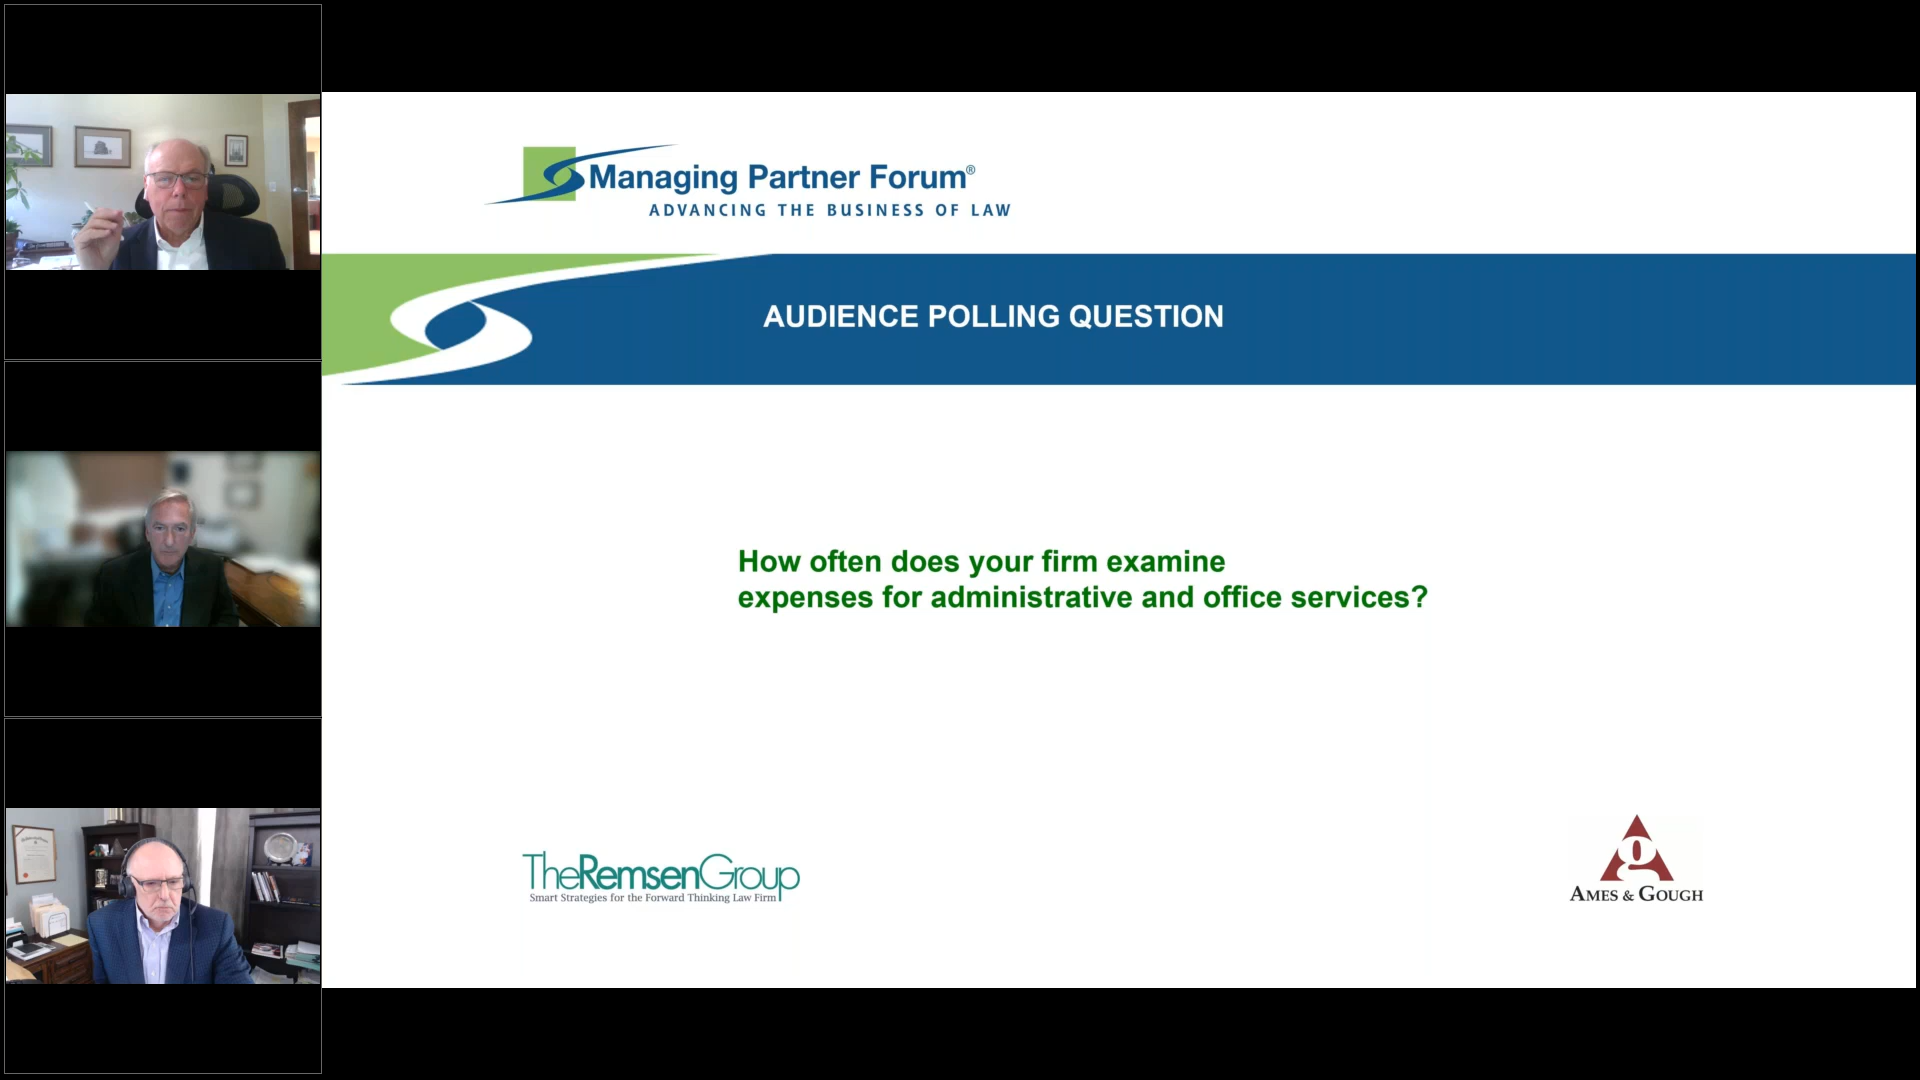 Managing Partner Forum®
ADVANCING THE BUSINESS OF LAW
AUDIENCE POLLING QUESTION
How often does your firm examine
expenses for administrative and office services?
TheRemsenGroup
Smart Strategies for the Forward Thinking Law Firm
g
AMES & GOUGH